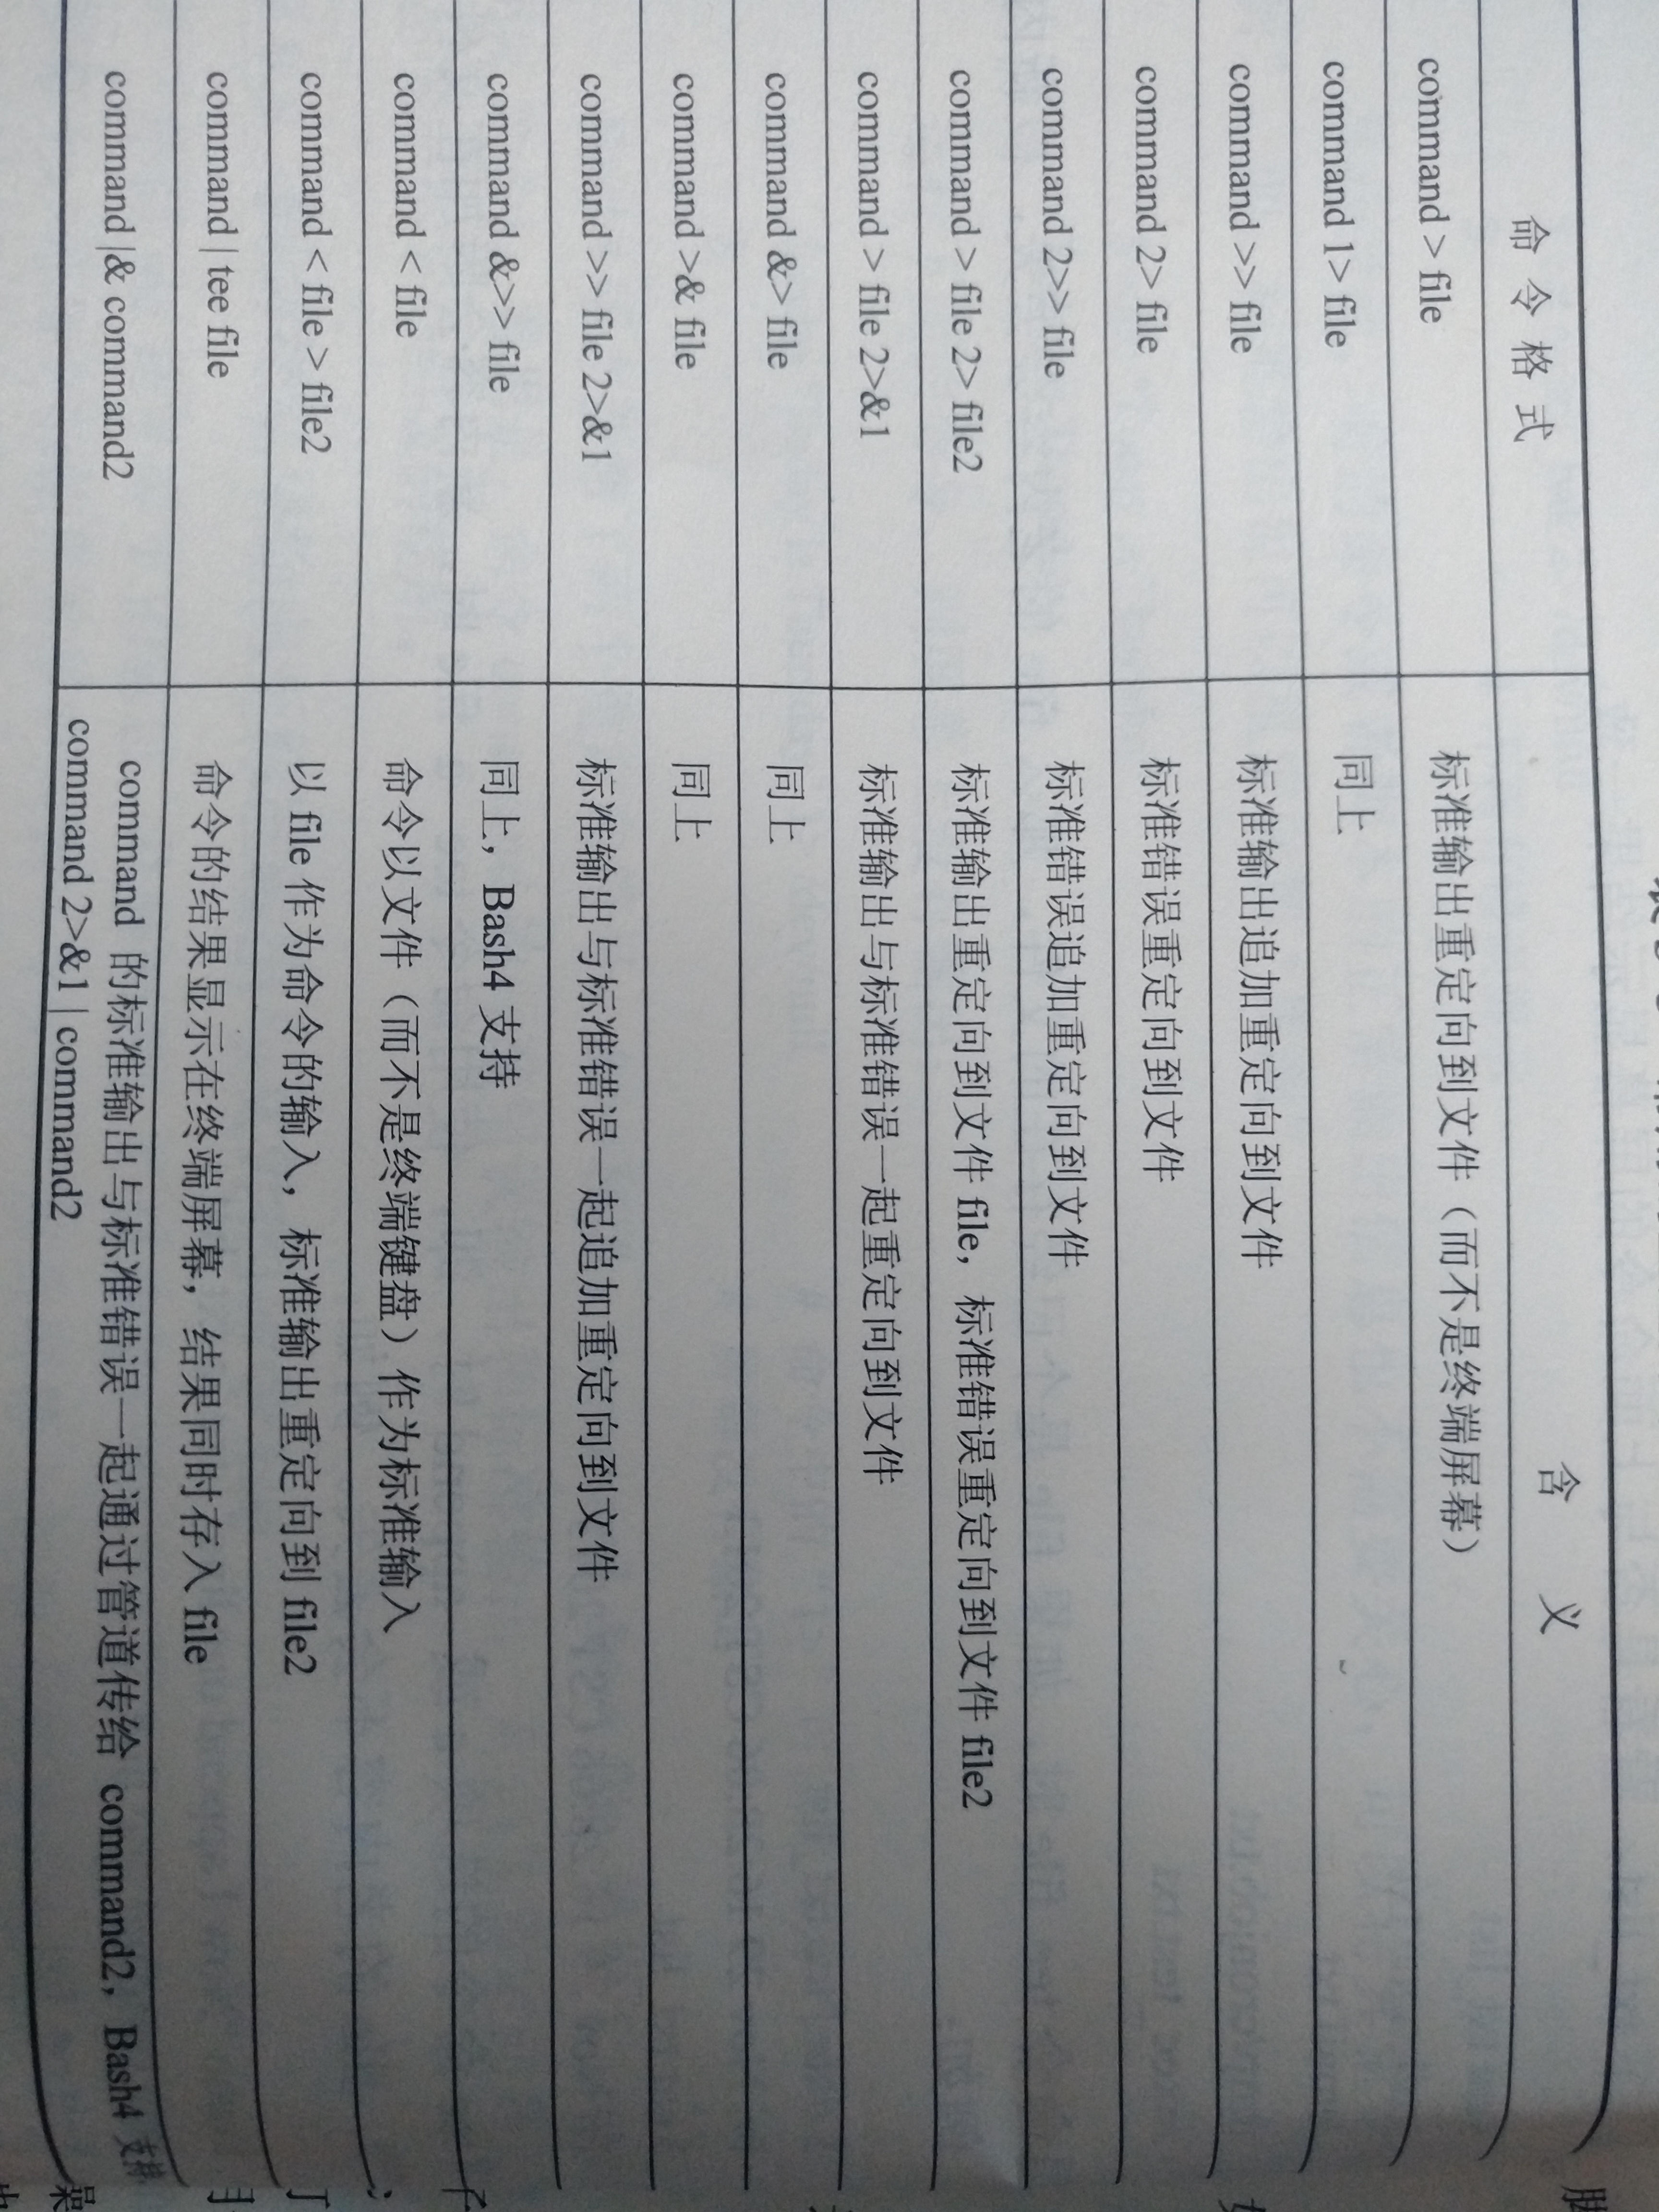 命令格式 含 义
command > file 标准输出重定向到文件（而不是终端屏幕）
command 1> file 同上
command >> file 标准输出追加重定向到文件
command 2> file 标准错误重定向到文件
command 2>> file 标准错误追加重定向到文件
command > file 2> file2 标准输出重定向到文件 file，标准错误重定向到文件 file2
command > file 2>&1 标准输出与标准错误一起重定向到文件
command &> file 同上
command >& file 同上
command >> file 2>&1 标准输出与标准错误一起追加重定向到文件
command &>> file 同上，Bash4 支持
command < file 命令以文件（而不是终端键盘）作为标准输入
command < file > file2 以 file 作为命令的输入，标准输出重定向到 file2
command | tee file 命令的结果显示在终端屏幕，结果同时存入 file
command |& command2 command 的标准输出与标准错误一起通过管道传给 command2，Bash4 支持
command 2>&1 | command2